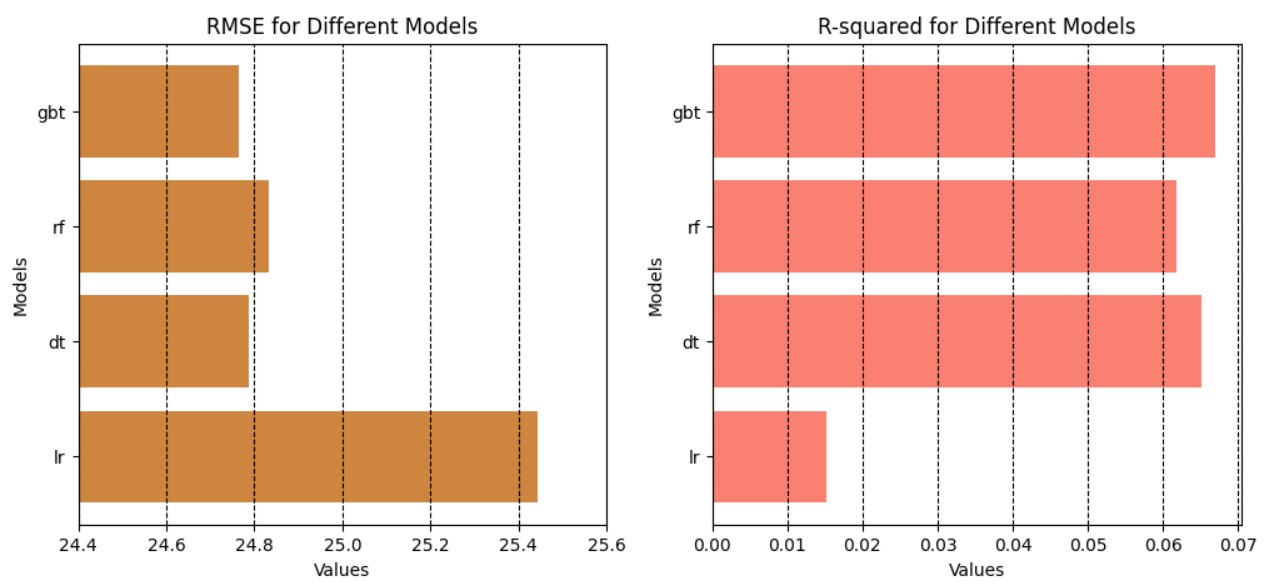 RMSE for Different Models
Models
gbt
rf
dt
lr
24.4 24.6 24.8 25.0 25.2 25.4 25.6
Values
R-squared for Different Models
Models
gbt
rf
dt
lr
0.00 0.01 0.02 0.03 0.04 0.05 0.06 0.07
Values